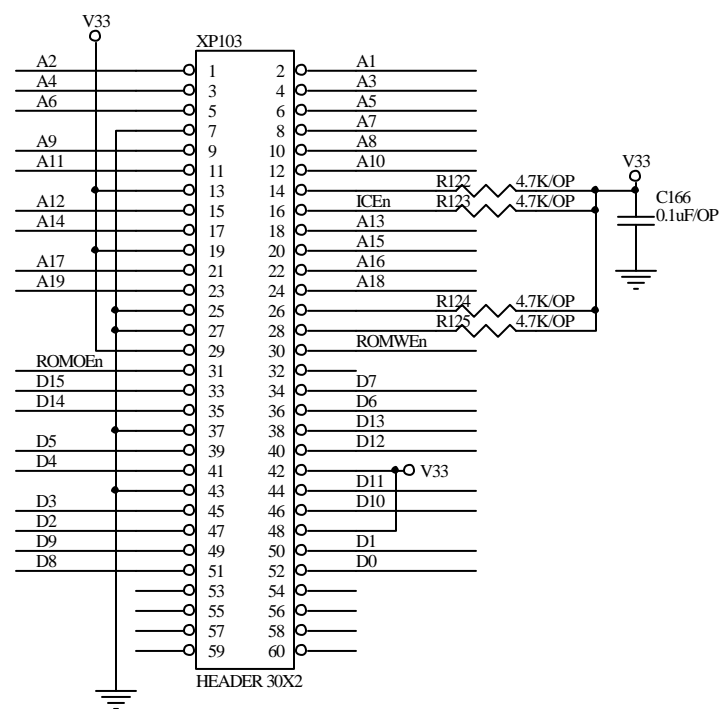 V33
XP103
A2 1 2 A1
A4 3 4 A3
A6 5 6 A5
7 8 A7
A9 9 10 A8
A11 11 12 A10
V33
13 14 R122 4.7K/OP
C166
A12 15 16 ICEn R123 4.7K/OP
0.1uF/OP
A14 17 18 A13
19 20 A15
A17 21 22 A16
A19 23 24 A18
25 26 R124 4.7K/OP
27 28 R125 4.7K/OP
29 30 ROMWEn
ROMOEn 31 32
D15 33 34 D7
D14 35 36 D6
37 38 D13
D5 39 40 D12
D4 41 42 V33
43 44 D11
D3 45 46 D10
D2 47 48
D9 49 50 D1
D8 51 52 D0
53 54
55 56
57 58
59 60
HEADER 30X2